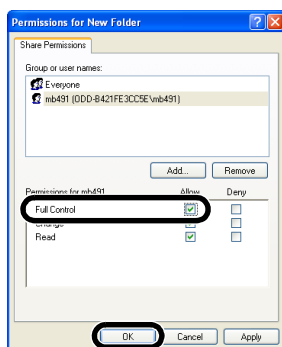 Permissions for New Folder
Share Permissions
Group or user names:
Everyone
mb491 (ODD-B421FE3CC5E\mb491)
Add... Remove
Permissions for mb491 Allow Deny
Full Control
Change
Read
OK Cancel Apply